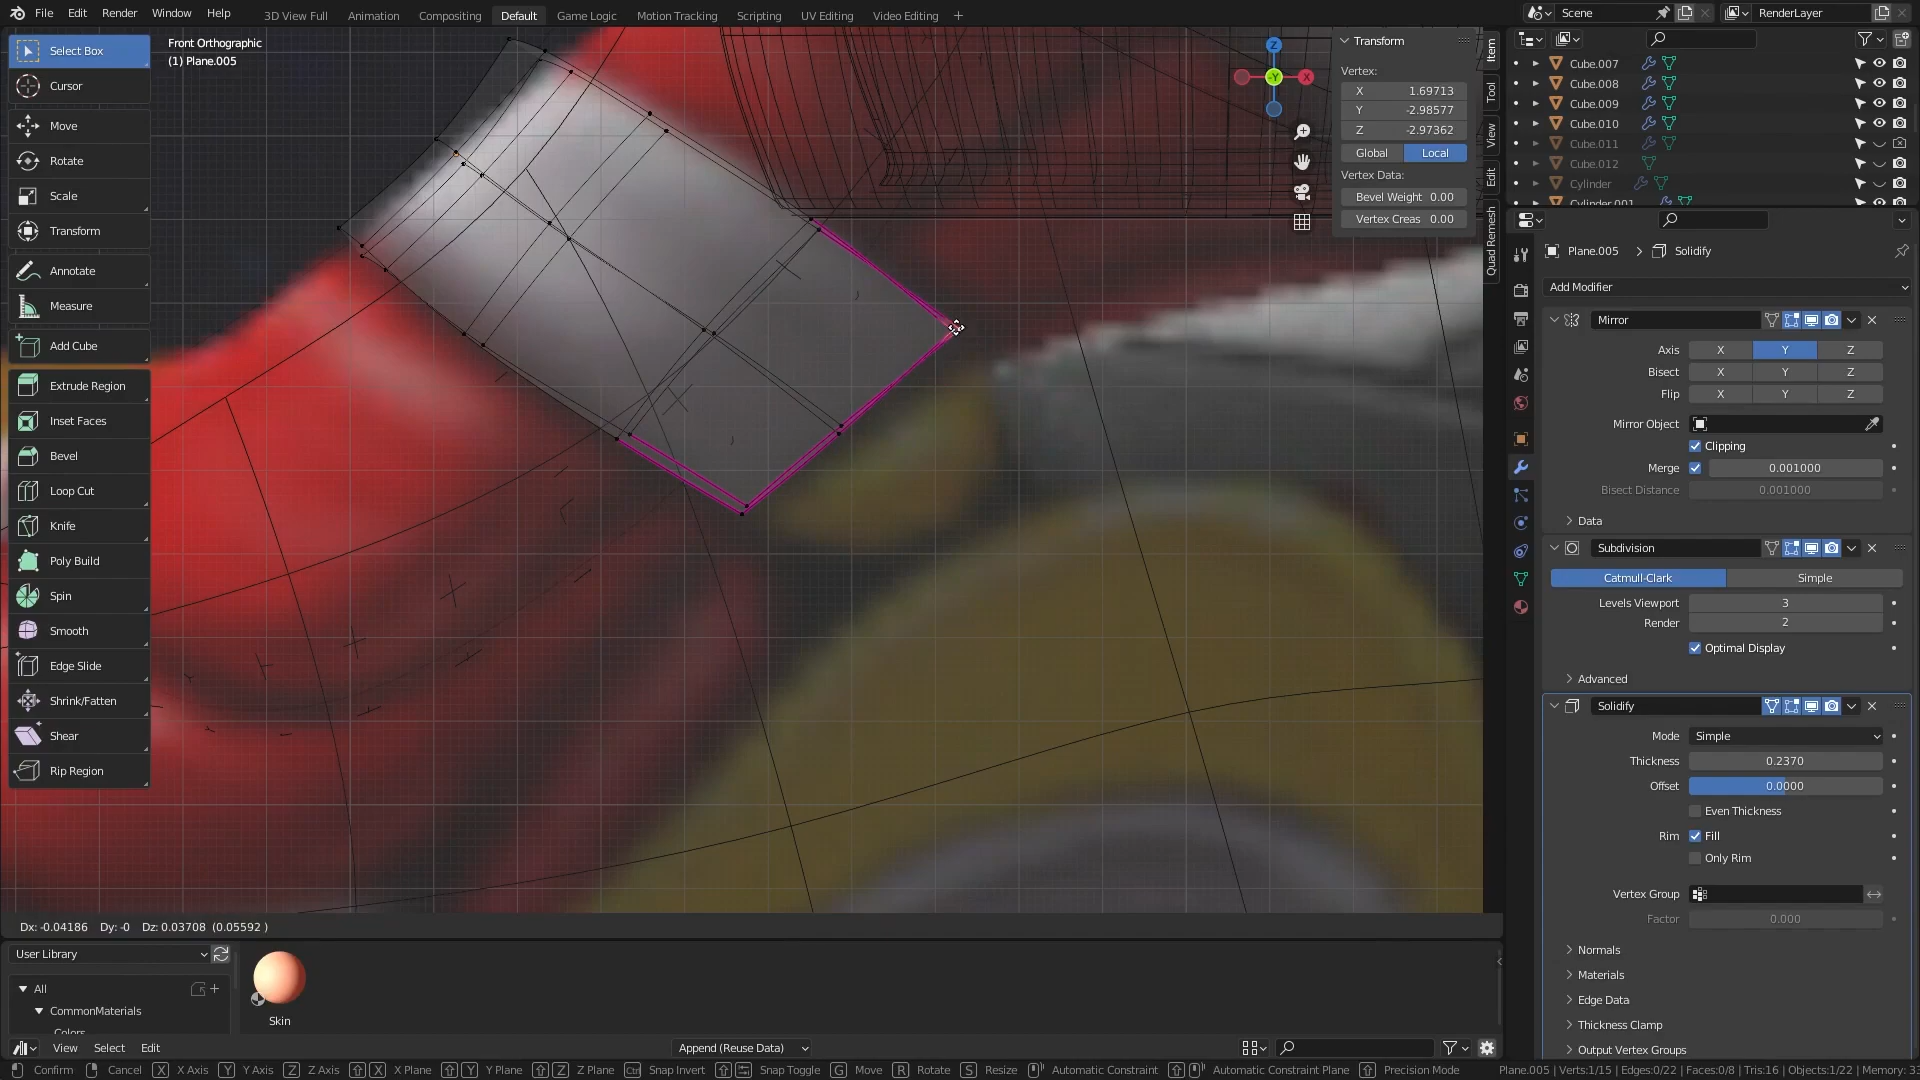 File Edit Render Window Help
3D View Full Animation Compositing Default Game Logic Motion Tracking Scripting UV Editing Video Editing
Scene
RenderLayer
Select Box
Cursor
Move
Rotate
Scale
Transform
Annotate
Measure
Add Cube
Extrude Region
Inset Faces
Bevel
Loop Cut
Knife
Poly Build
Spin
Smooth
Edge Slide
Shrink/Fatten
Shear
Rip Region
Front Orthographic
(1) Plane.005
Z
-Y
X
Transform
Vertex:
X 1.69713
Y -2.98577
Z -2.97362
Global Local
Vertex Data:
Bevel Weight 0.00
Vertex Creas 0.00
Item
Tool
View
Edit
Quad Remesh
Cube.007
Cube.008
Cube.009
Cube.010
Cube.011
Cube.012
Cylinder
Cylinder.001
Plane.005 Solidify
Add Modifier
Mirror
Axis X Y Z
Bisect X Y Z
Flip X Y Z
Mirror Object
Clipping
Merge 0.001000
Bisect Distance 0.001000
Data
Subdivision
Catmull-Clark Simple
Levels Viewport 3
Render 2
Optimal Display
Advanced
Solidify
Mode Simple
Thickness 0.2370
Offset 0.0000
Even Thickness
Rim Fill
Only Rim
Vertex Group
Factor 0.000
Normals
Materials
Edge Data
Thickness Clamp
Output Vertex Groups
Dx: -0.04186 Dy: -0 Dz: 0.03708 (0.05592 )
User Library
All
CommonMaterials
Colors
Skin
View Select Edit
Append (Reuse Data)
Confirm Cancel X X Axis Y Y Axis Z Z Axis X X Plane Y Y Plane Z Z Plane Ctrl Snap Invert Snap Toggle G Move R Rotate S Resize Automatic Constraint Automatic Constraint Plane Precision Mode
Plane.005 | Verts:1/15 | Edges:0/22 | Faces:0/8 | Tris:16 | Objects:1/22 | Memory: 33